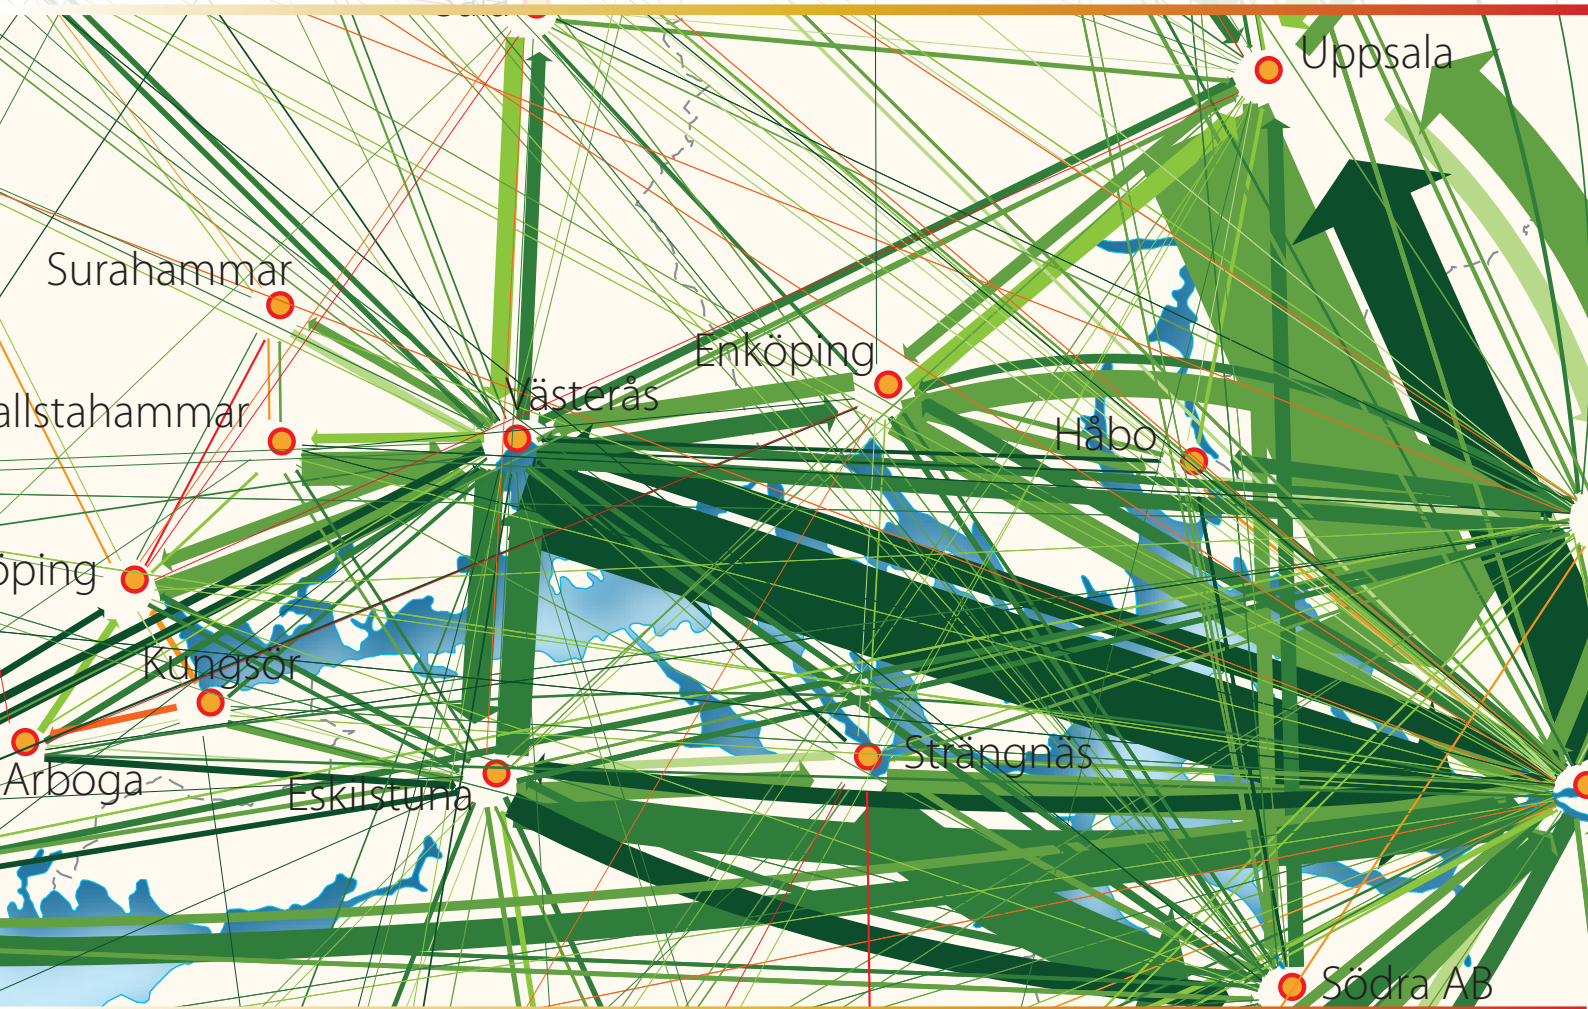 Uppsala
Surahammar
Enköping
Västerås
allstahammar
Håbo
öping
Kungsör
Strängnäs
Arboga
Eskilstuna
Södra AB